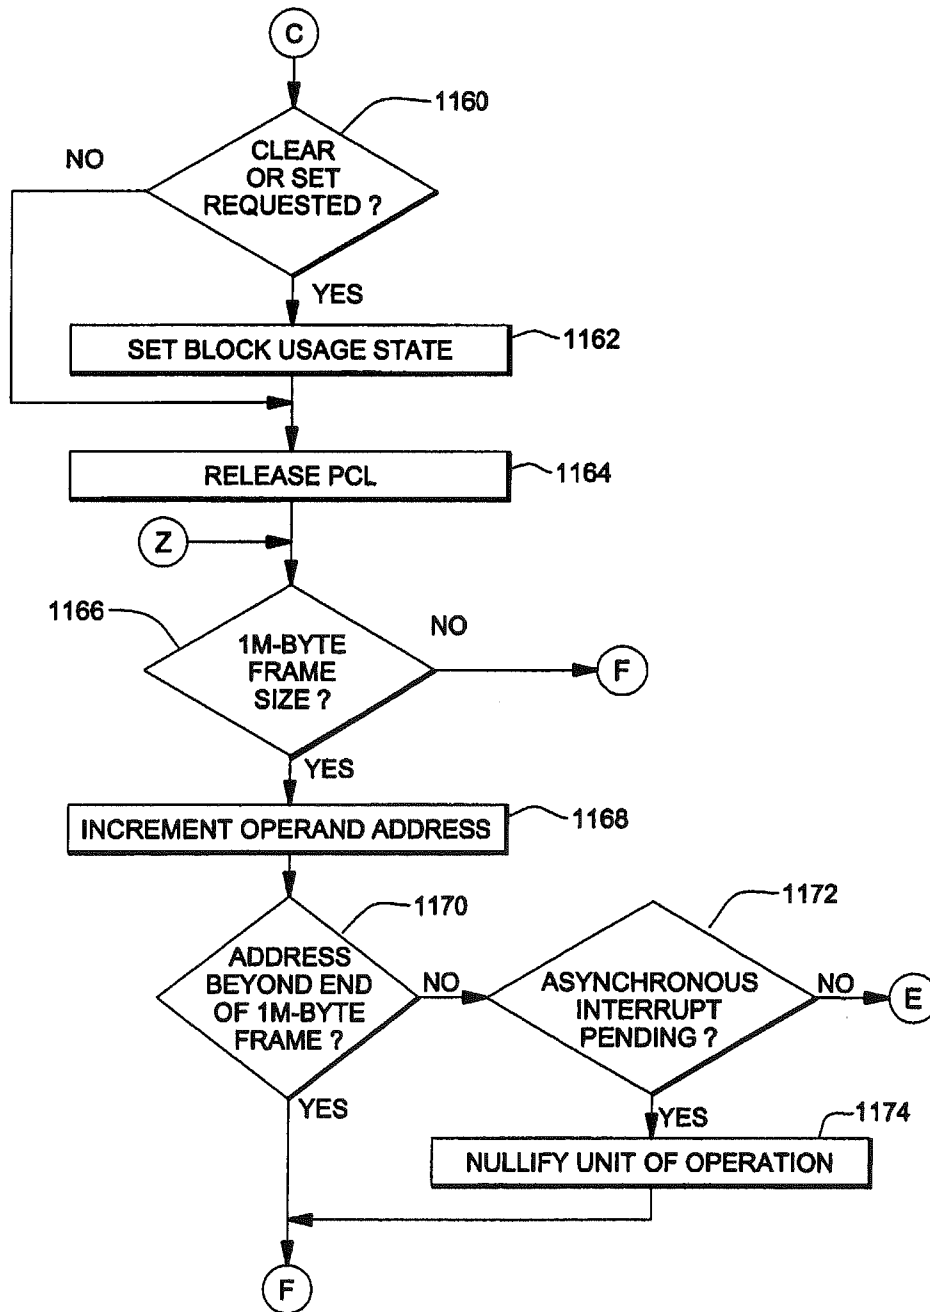 C
1160
CLEAR
OR SET
REQUESTED ?
NO
YES
SET BLOCK USAGE STATE
1162
RELEASE PCL
1164
Z
1166
1M-BYTE
FRAME
SIZE ?
NO
F
YES
INCREMENT OPERAND ADDRESS
1168
1170
ADDRESS
BEYOND END
OF 1M-BYTE
FRAME ?
NO
1172
ASYNCHRONOUS
INTERRUPT
PENDING ?
NO
E
YES
YES
1174
NULLIFY UNIT OF OPERATION
F